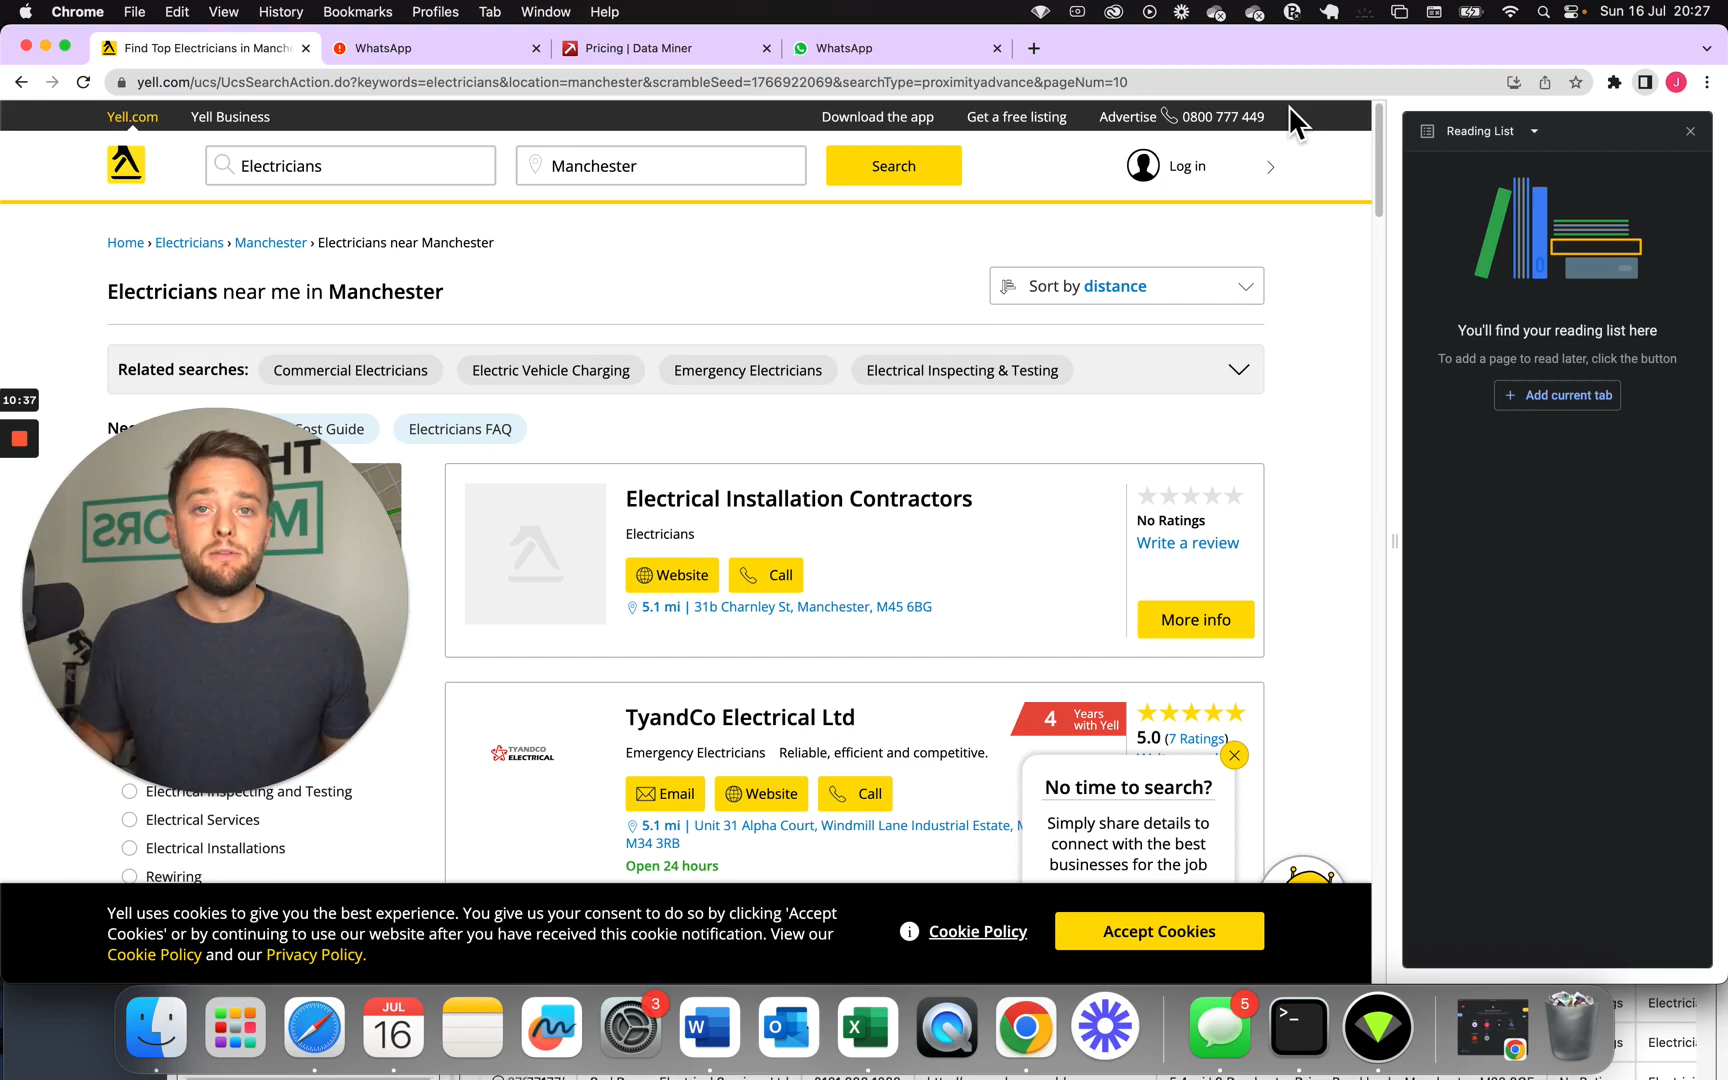 Chrome File Edit View History Bookmarks Profiles Tab Window Help
Sun 16 Jul 20:27
Find Top Electricians in Manch
WhatsApp
Pricing | Data Miner
WhatsApp
yell.com/ucs/UcsSearchAction.do?keywords=electricians&location=manchester&scrambleSeed=1766922069&searchType=proximityadvance&pageNum=10
J
Yell.com
Yell Business
Download the app
Get a free listing
Advertise 0800 777 449
Reading List
Electricians
Manchester
Search
Log in
Home › Electricians › Manchester › Electricians near Manchester
Electricians near me in Manchester
Sort by distance
You'll find your reading list here
To add a page to read later, click the button
+ Add current tab
Related searches:
Commercial Electricians
Electric Vehicle Charging
Emergency Electricians
Electrical Inspecting & Testing
10:37
Cost Guide
Electricians FAQ
Electrical Installation Contractors
Electricians
Website
Call
5.1 mi | 31b Charnley St, Manchester, M45 6BG
No Ratings
Write a review
More info
TyandCo Electrical Ltd
4 Years with Yell
5.0 (7 Ratings)
TYANDCO
ELECTRICAL
Emergency Electricians Reliable, efficient and competitive.
Email
Website
Call
5.1 mi | Unit 31 Alpha Court, Windmill Lane Industrial Estate,
M34 3RB
Open 24 hours
No time to search?
Simply share details to
connect with the best
businesses for the job
Electrical Inspecting and Testing
Electrical Services
Electrical Installations
Rewiring
Yell uses cookies to give you the best experience. You give us your consent to do so by clicking 'Accept
Cookies' or by continuing to use our website after you have received this cookie notification. View our
Cookie Policy and our Privacy Policy.
Cookie Policy
Accept Cookies
JUL
16
3
5